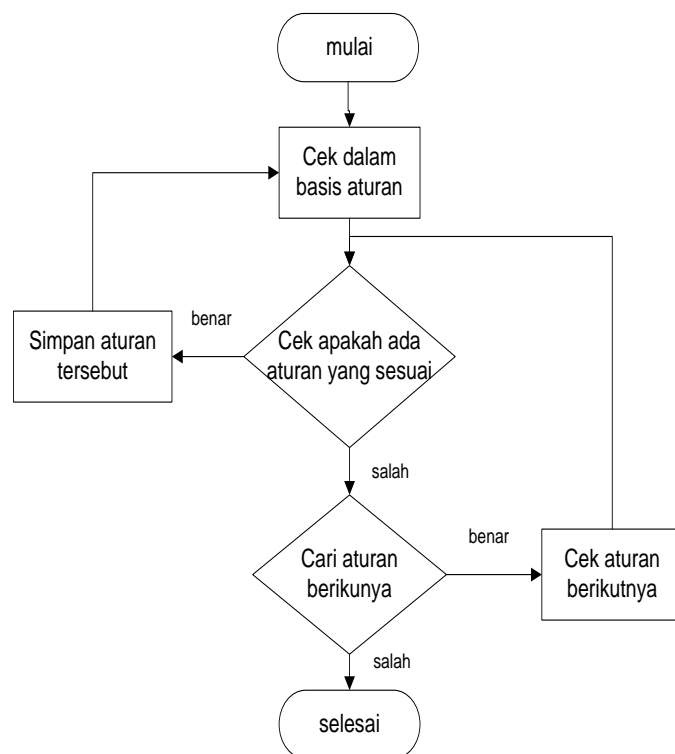 mulai
Cek dalam
basis aturan
benar
Simpan aturan
tersebut
Cek apakah ada
aturan yang sesuai
salah
Cari aturan
berikunya
benar
Cek aturan
berikutnya
salah
selesai